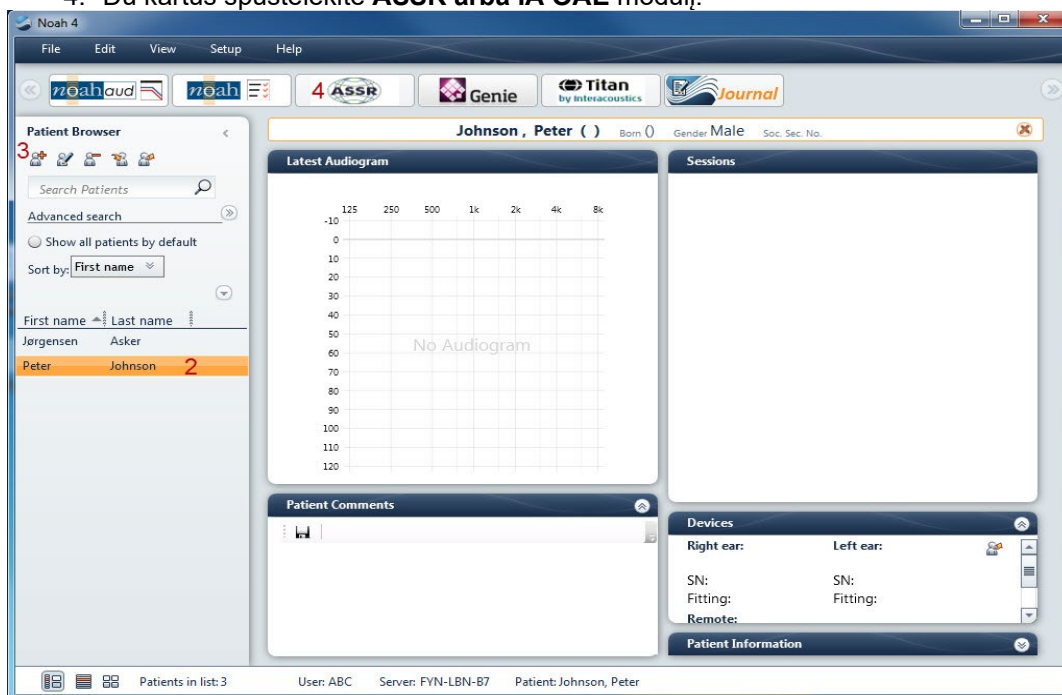 4. Du kartus spustelėkite ASSR arba IA OAE modulį.
Noah 4
File Edit View Setup Help
noah aud noah 4 ASSR Genie Titan by Interacoustics Journal
Patient Browser
Johnson , Peter ( ) Born () Gender Male Soc. Sec. No.
3
Search Patients
Advanced search
Show all patients by default
Sort by: First name
First name Last name
Jørgensen Asker
Peter Johnson 2
Latest Audiogram
125 250 500 1k 2k 4k 8k
-10
0
10
20
30
40
50
60
70
80
90
100
110
120
No Audiogram
Patient Comments
Sessions
Devices
Right ear: Left ear:
SN: SN:
Fitting: Fitting:
Remote:
Patient Information
Patients in list: 3 User: ABC Server: FYN-LBN-B7 Patient: Johnson, Peter